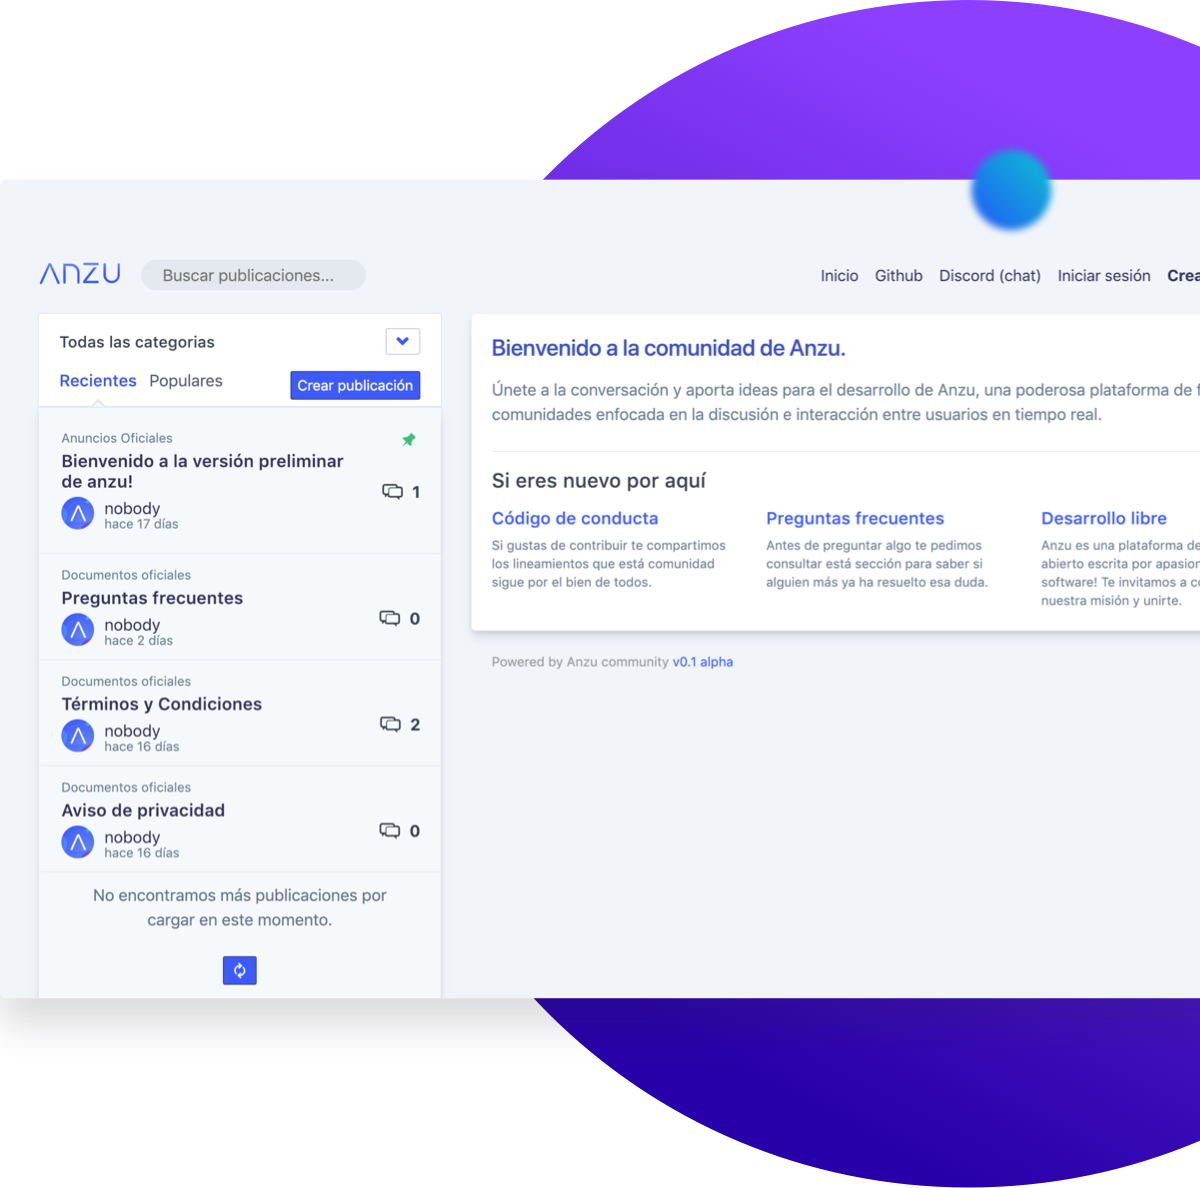 ANZU
Buscar publicaciones...
Inicio Github Discord (chat) Iniciar sesión
Todas las categorias
Recientes Populares
Crear publicación
Anuncios Oficiales
Bienvenido a la versión preliminar
de anzu!
nobody
hace 17 días
1
Documentos oficiales
Preguntas frecuentes
nobody
hace 2 días
0
Documentos oficiales
Términos y Condiciones
nobody
hace 16 días
2
Documentos oficiales
Aviso de privacidad
nobody
hace 16 días
0
No encontramos más publicaciones por
cargar en este momento.
Bienvenido a la comunidad de Anzu.
Únete a la conversación y aporta ideas para el desarrollo de Anzu, una poderosa plataforma de
comunidades enfocada en la discusión e interacción entre usuarios en tiempo real.
Si eres nuevo por aquí
Código de conducta
Si gustas de contribuir te compartimos
los lineamientos que está comunidad
sigue por el bien de todos.
Preguntas frecuentes
Antes de preguntar algo te pedimos
consultar está sección para saber si
alguien más ya ha resuelto esa duda.
Desarrollo libre
Anzu es una plataforma de
abierto escrita por
software! Te invitamos a
nuestra misión y unirte.
Powered by Anzu community v0.1 alpha